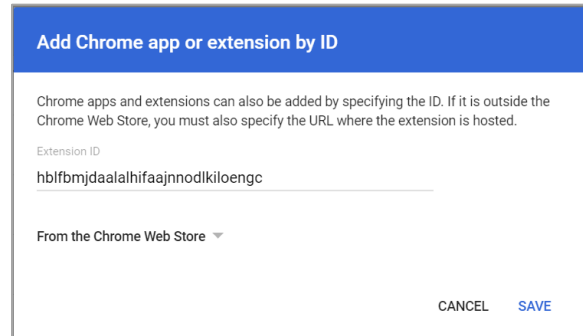 Add Chrome app or extension by ID
Chrome apps and extensions can also be added by specifying the ID. If it is outside the
Chrome Web Store, you must also specify the URL where the extension is hosted.
Extension ID
hblfbmjdaalalhifaajnnodlkiloengc
From the Chrome Web Store
CANCEL SAVE